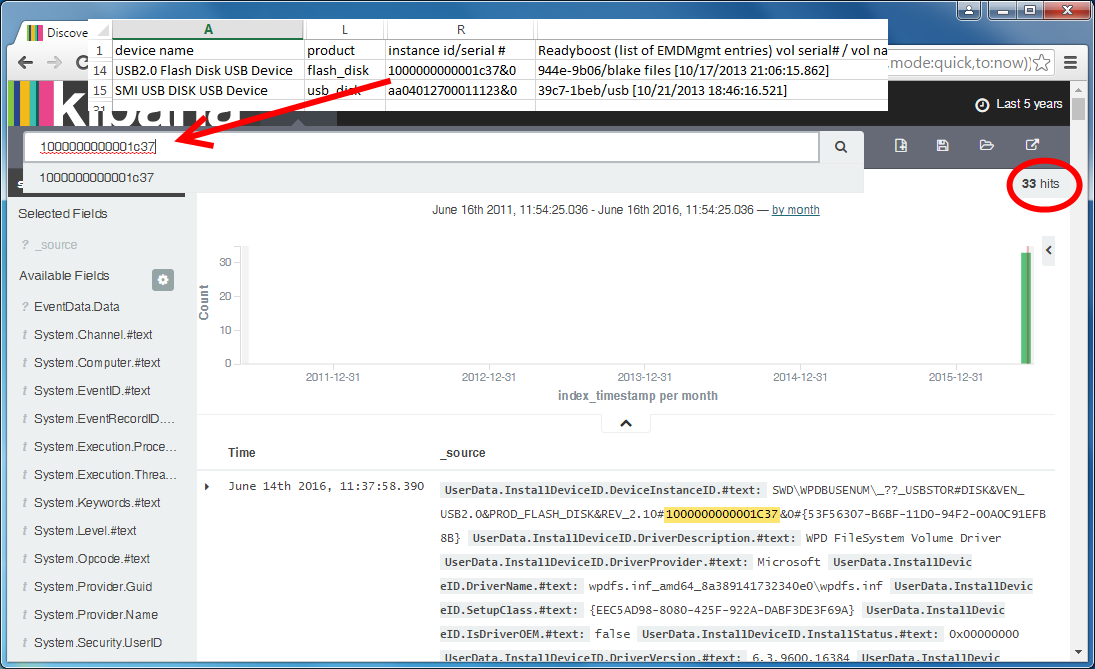 Discove
A L R
1 device name product instance id/serial # Readyboost (list of EMDMgmt entries) vol serial# / vol na
14 USB2.0 Flash Disk USB Device flash_disk 1000000000001c37&0 944e-9b06/blake files [10/17/2013 21:06:15.862]
15 SMI USB DISK USB Device usb_disk aa04012700011123&0 39c7-1beb/usb [10/21/2013 18:46:16.521]
.mode:quick,to:now))
kibana
Last 5 years
1000000000001c37
1000000000001c37
33 hits
Selected Fields
? _source
Available Fields
? EventData.Data
t System.Channel.#text
t System.Computer.#text
t System.EventID.#text
t System.EventRecordID....
t System.Execution.Proce...
t System.Execution.Threa...
t System.Keywords.#text
t System.Level.#text
t System.Opcode.#text
t System.Provider.Guid
t System.Provider.Name
t System.Security.UserID
June 16th 2011, 11:54:25.036 - June 16th 2016, 11:54:25.036 — by month
Count
30
20
10
0
2011-12-31 2012-12-31 2013-12-31 2014-12-31 2015-12-31
index_timestamp per month
Time _source
June 14th 2016, 11:37:58.390
UserData.InstallDeviceID.DeviceInstanceID.#text: SWD\WPDBUSENUM\_??_USBSTOR#DISK&VEN_
USB2.0&PROD_FLASH_DISK&REV_2.10#1000000000001C37&0#{53F56307-B6BF-11D0-94F2-00A0C91EFB
8B} UserData.InstallDeviceID.DriverDescription.#text: WPD FileSystem Volume Driver
UserData.InstallDeviceID.DriverProvider.#text: Microsoft UserData.InstallDevic
eID.DriverName.#text: wpdfs.inf_amd64_8a389141732340e0\wpdfs.inf UserData.InstallDevic
eID.SetupClass.#text: {EEC5AD98-8080-425F-922A-DABF3DE3F69A} UserData.InstallDevic
eID.IsDriverOEM.#text: false UserData.InstallDeviceID.InstallStatus.#text: 0x00000000
UserData.InstallDeviceID.DriverVersion.#text: 6.3.9600.16384 UserData.InstallDevic